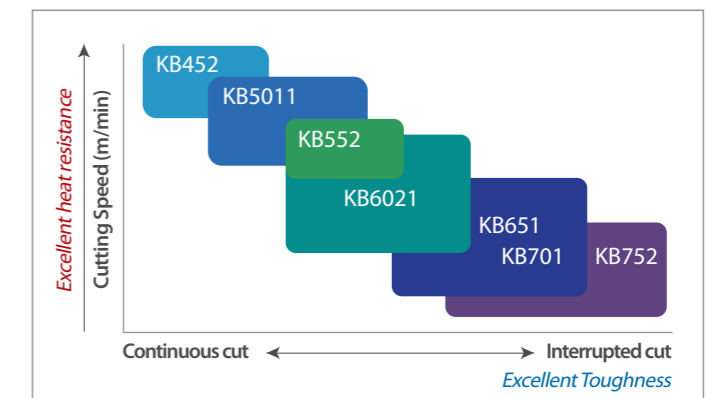 Excellent heat resistance
Cutting Speed (m/min)
KB452
KB5011
KB552
KB6021
KB651
KB701 KB752
Continuous cut Interrupted cut
Excellent Toughness